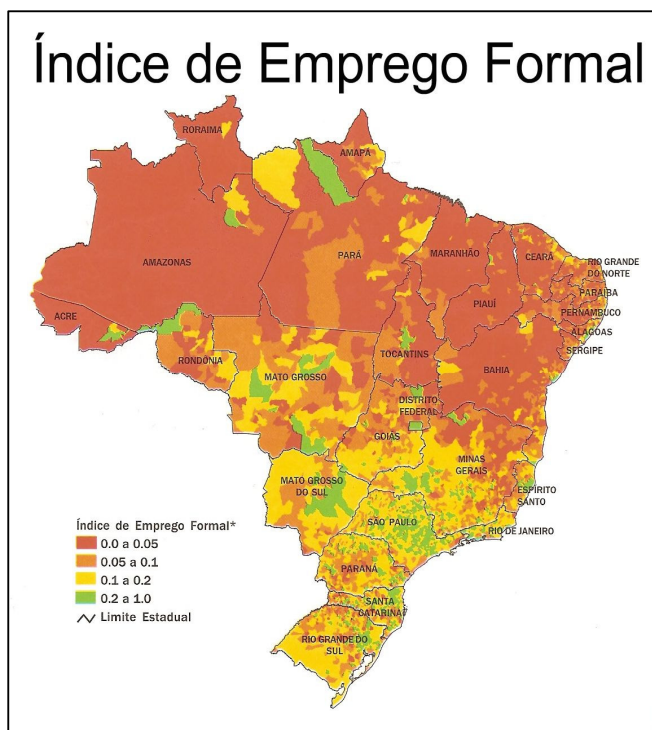 Índice de Emprego Formal
RORAIMA
AMAPÁ
AMAZONAS
PARÁ
MARANHÃO
CEARÁ
RIO GRANDE
DO NORTE
PARAÍBA
PERNAMBUCO
ALAGOAS
SERGIPE
PIAUÍ
ACRE
RONDÔNIA
TOCANTINS
BAHIA
MATO GROSSO
DISTRITO
FEDERAL
GOIÁS
MINAS
GERAIS
MATO GROSSO
DO SUL
ESPÍRITO
SANTO
SÃO PAULO
RIO DE JANEIRO
PARANÁ
SANTA
CATARINA
RIO GRANDE DO
SUL
Índice de Emprego Formal*
0.0 a 0.05
0.05 a 0.1
0.1 a 0.2
0.2 a 1.0
Limite Estadual